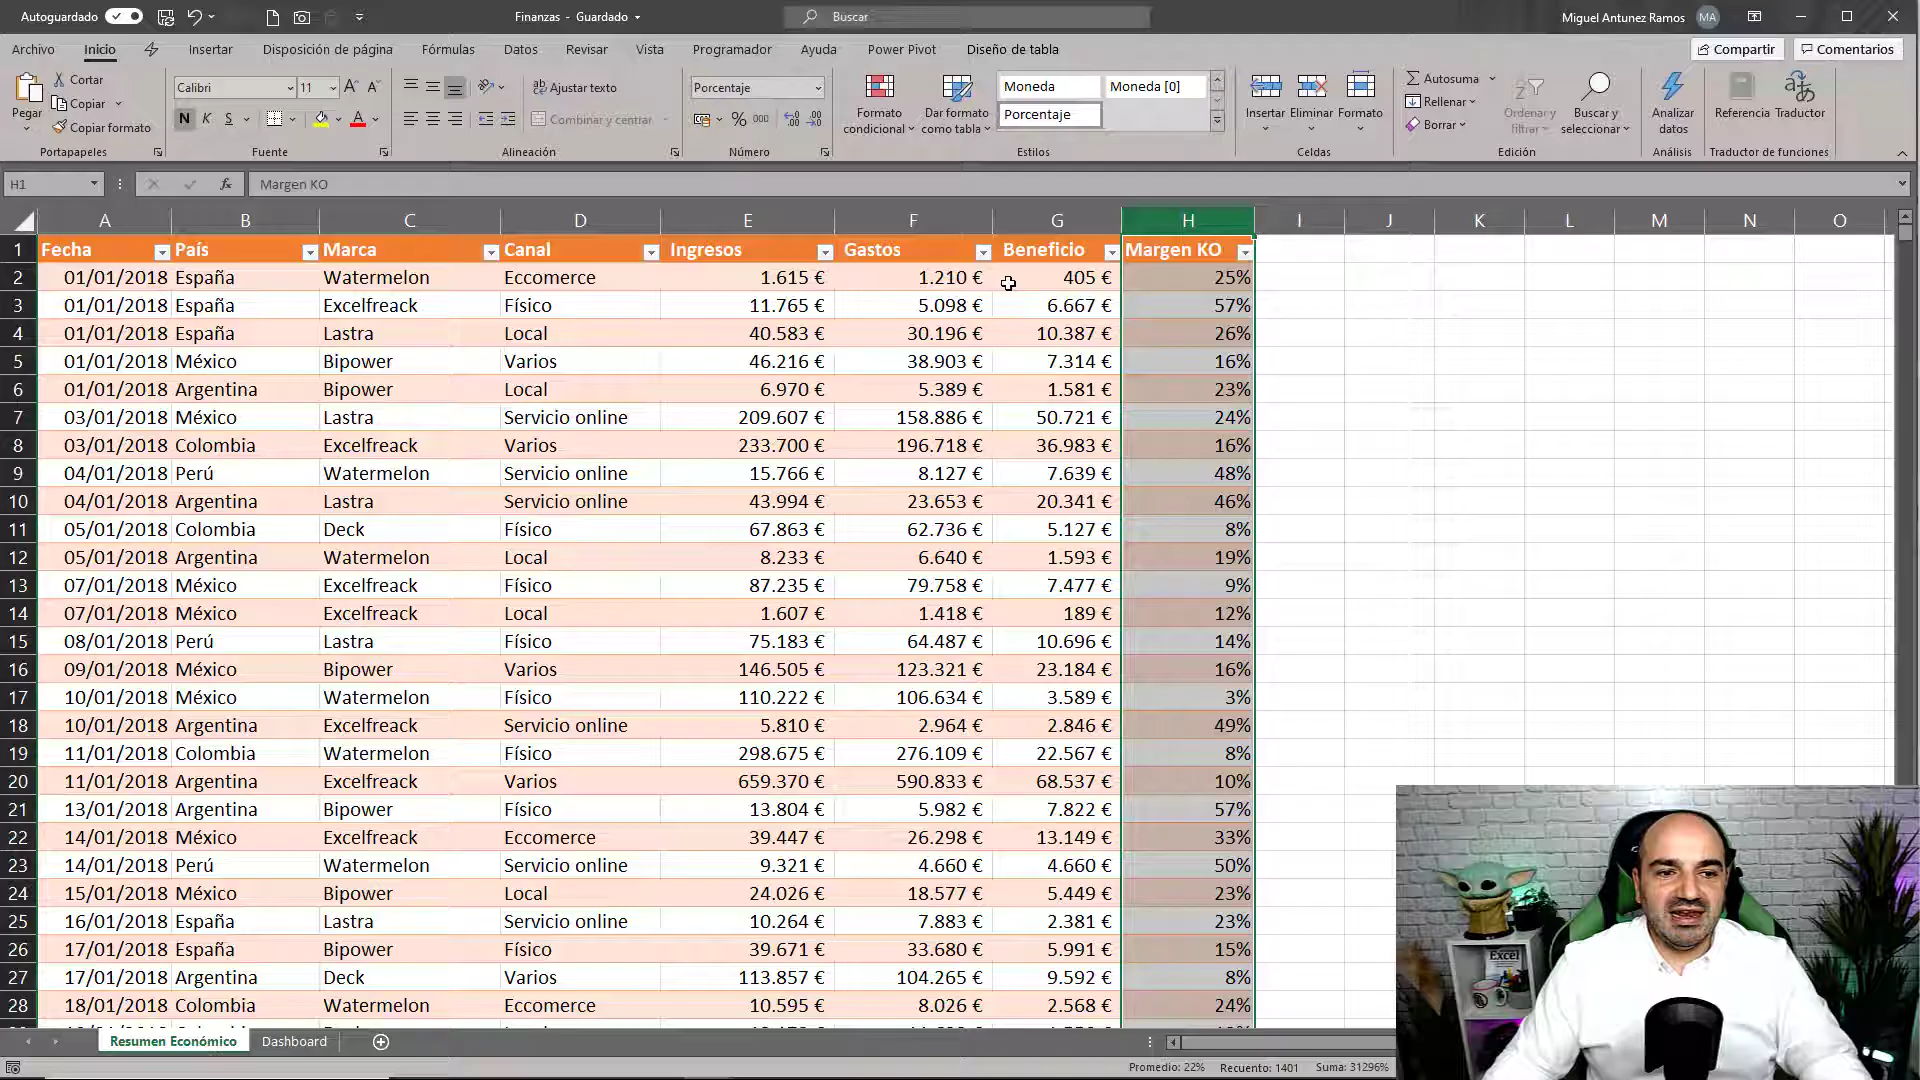 Autoguardado
Finanzas - Guardado
Buscar
Miguel Antunez Ramos
MA
Archivo Inicio Insertar Disposición de página Fórmulas Datos Revisar Vista Programador Ayuda Power Pivot Diseño de tabla
Compartir Comentarios
Cortar
Copiar
Copiar formato
Pegar
Portapapeles
Calibri 11
N K S
Fuente
Ajustar texto
Combinar y centrar
Alineación
Porcentaje
% 000
Número
Formato condicional
Dar formato como tabla
Moneda Moneda [0]
Porcentaje
Estilos
Insertar Eliminar Formato
Celdas
Autosuma
Rellenar
Borrar
Ordenar y filtrar
Buscar y seleccionar
Edición
Analizar datos
Análisis
Referencia Traductor
Traductor de funciones
H1 fx Margen KO
A B C D E F G H I J K L M N O
1 Fecha País Marca Canal Ingresos Gastos Beneficio Margen KO
2 01/01/2018 España Watermelon Eccomerce 1.615 € 1.210 € 405 € 25%
3 01/01/2018 España Excelfreack Físico 11.765 € 5.098 € 6.667 € 57%
4 01/01/2018 España Lastra Local 40.583 € 30.196 € 10.387 € 26%
5 01/01/2018 México Bipower Varios 46.216 € 38.903 € 7.314 € 16%
6 01/01/2018 Argentina Bipower Local 6.970 € 5.389 € 1.581 € 23%
7 03/01/2018 México Lastra Servicio online 209.607 € 158.886 € 50.721 € 24%
8 03/01/2018 Colombia Excelfreack Varios 233.700 € 196.718 € 36.983 € 16%
9 04/01/2018 Perú Watermelon Servicio online 15.766 € 8.127 € 7.639 € 48%
10 04/01/2018 Argentina Lastra Servicio online 43.994 € 23.653 € 20.341 € 46%
11 05/01/2018 Colombia Deck Físico 67.863 € 62.736 € 5.127 € 8%
12 05/01/2018 Argentina Watermelon Local 8.233 € 6.640 € 1.593 € 19%
13 07/01/2018 México Excelfreack Físico 87.235 € 79.758 € 7.477 € 9%
14 07/01/2018 México Excelfreack Local 1.607 € 1.418 € 189 € 12%
15 08/01/2018 Perú Lastra Físico 75.183 € 64.487 € 10.696 € 14%
16 09/01/2018 México Bipower Varios 146.505 € 123.321 € 23.184 € 16%
17 10/01/2018 México Watermelon Físico 110.222 € 106.634 € 3.589 € 3%
18 10/01/2018 Argentina Excelfreack Servicio online 5.810 € 2.964 € 2.846 € 49%
19 11/01/2018 Colombia Watermelon Físico 298.675 € 276.109 € 22.567 € 8%
20 11/01/2018 Argentina Excelfreack Varios 659.370 € 590.833 € 68.537 € 10%
21 13/01/2018 Argentina Bipower Físico 13.804 € 5.982 € 7.822 € 57%
22 14/01/2018 México Excelfreack Eccomerce 39.447 € 26.298 € 13.149 € 33%
23 14/01/2018 Perú Watermelon Servicio online 9.321 € 4.660 € 4.660 € 50%
24 15/01/2018 México Bipower Local 24.026 € 18.577 € 5.449 € 23%
25 16/01/2018 España Lastra Servicio online 10.264 € 7.883 € 2.381 € 23%
26 17/01/2018 España Bipower Físico 39.671 € 33.680 € 5.991 € 15%
27 17/01/2018 Argentina Deck Varios 113.857 € 104.265 € 9.592 € 8%
28 18/01/2018 Colombia Watermelon Eccomerce 10.595 € 8.026 € 2.568 € 24%
Excel
Resumen Económico Dashboard
Promedio: 22% Recuento: 1401 Suma: 31296%